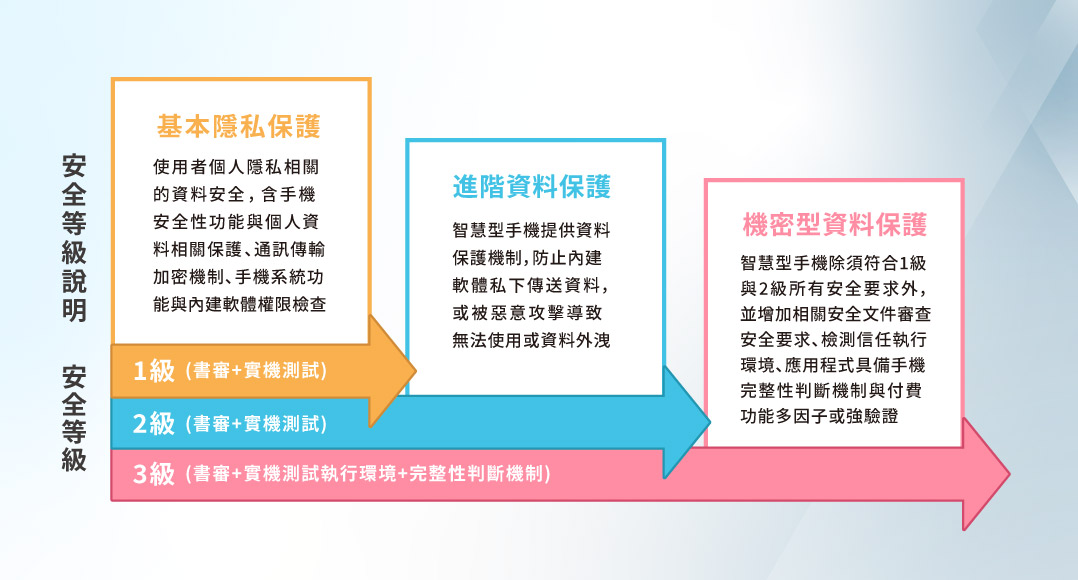 安全等級說明
基本隱私保護
使用者個人隱私相關
的資料安全，含手機
安全性功能與個人資
料相關保護、通訊傳輸
加密機制、手機系統功
能與內建軟體權限檢查
進階資料保護
智慧型手機提供資料
保護機制，防止內建
軟體私下傳送資料，
或被惡意攻擊導致
無法使用或資料外洩
機密型資料保護
智慧型手機除須符合1級
與2級所有安全要求外，
並增加相關安全文件審查
安全要求、檢測信任執行
環境、應用程式具備手機
完整性判斷機制與付費
功能多因子或強驗證
安全等級
1級 (書審+實機測試)
2級 (書審+實機測試)
3級 (書審+實機測試執行環境+完整性判斷機制)